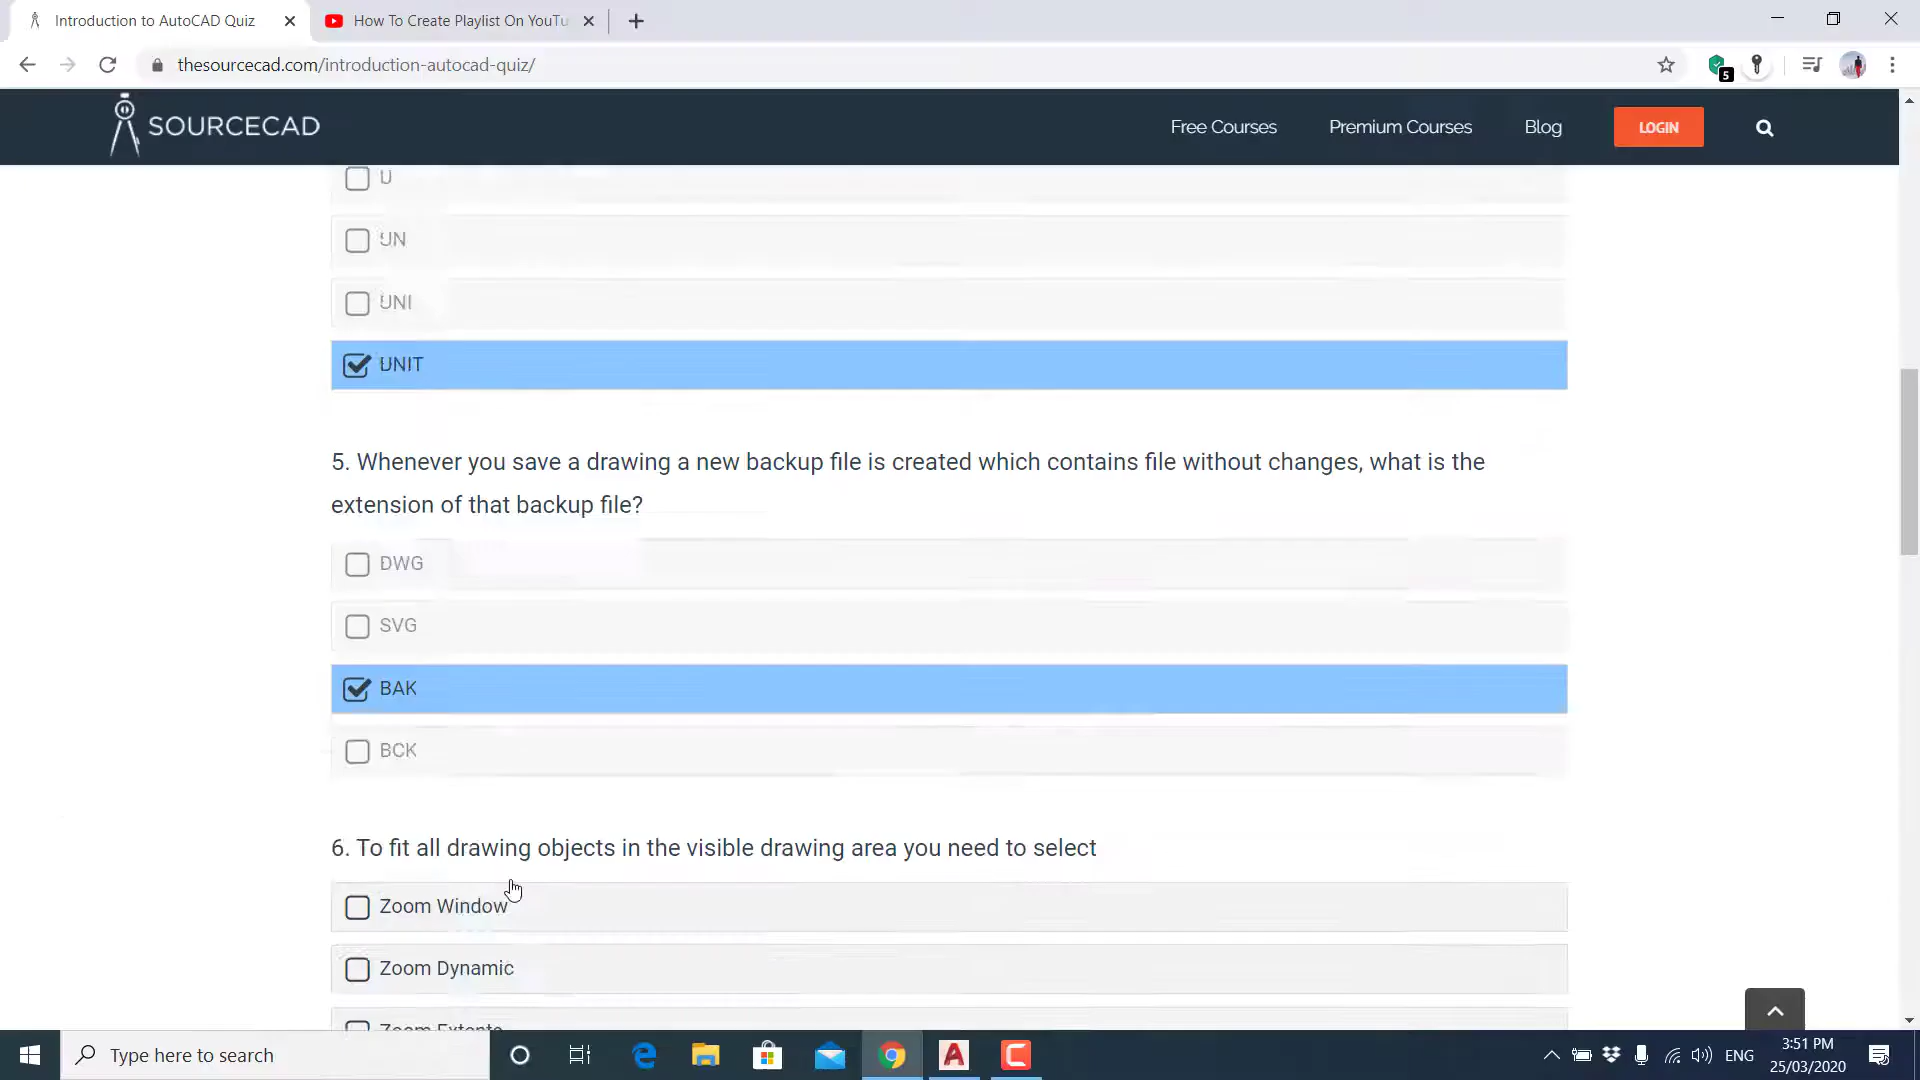 Introduction to AutoCAD Quiz
How To Create Playlist On YouTu
thesourcecad.com/introduction-autocad-quiz/
5
SOURCECAD
Free Courses
Premium Courses
Blog
LOGIN
U
UN
UNI
UNIT
5. Whenever you save a drawing a new backup file is created which contains file without changes, what is the
extension of that backup file?
DWG
SVG
BAK
BCK
6. To fit all drawing objects in the visible drawing area you need to select
Zoom Window
Zoom Dynamic
Zoom Extents
Type here to search
ENG
3:51 PM
25/03/2020